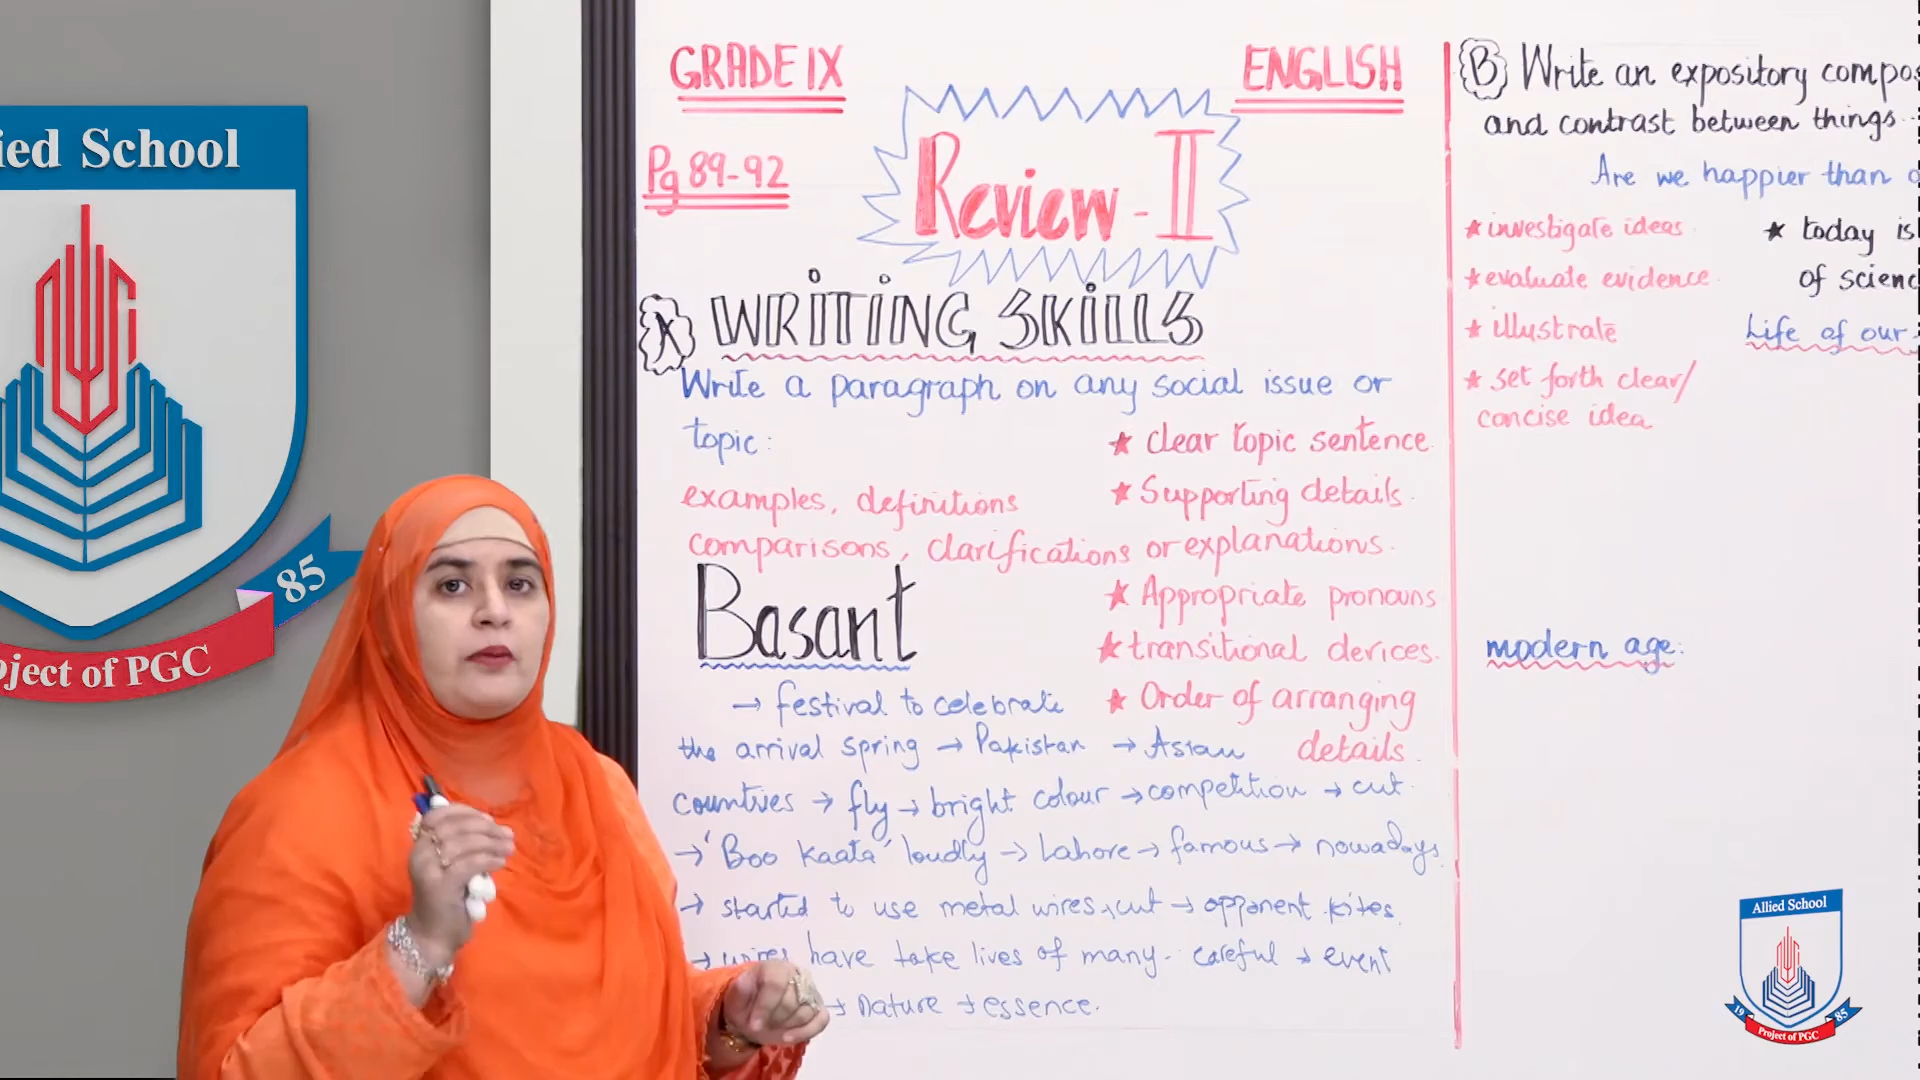 ied School
85
oject of PGC
GRADE IX
ENGLISH
Pg 89-92
Review - II
A WRITING SKILLS
Write a paragraph on any social issue or
topic:
★ clear topic sentence
examples, definitions
★ Supporting details.
comparisons, clarifications or explanations.
Basant
★ Appropriate pronouns
★ transitional devices.
★ Order of arranging
details.
→ festival to celebrate
the arrival spring → Pakistan → Asian
countries → fly → bright colour → competition → cut
→ 'Boo Kaata' loudly → Lahore → famous → nowadays.
→ started to use metal wires, cut → opponent kites.
→ wires have take lives of many. careful → event
→ nature → essence.
B Write an expository compos
and contrast between things
Are we happier than o
★ investigate ideas
★ evaluate evidence
★ illustrate
★ set forth clear/
concise idea
★ today is
of scienc
Life of our
modern age:
Allied School
19 85
Project of PGC